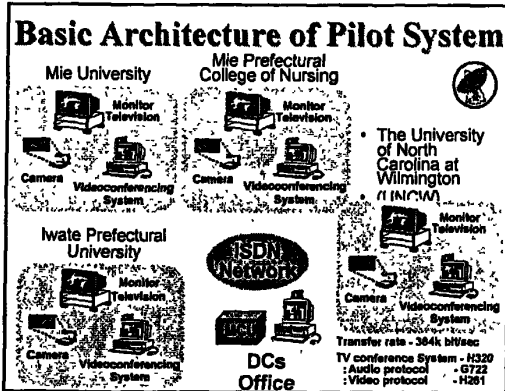 Basic Architecture of Pilot System
Mie University
Monitor
Television
Camera
Videoconferencing
System
Mie Prefectural
College of Nursing
Monitor
Television
Camera
Videoconferencing
System
• The University
of North
Carolina at
Wilmington
• (UNCW)
Monitor
Television
Camera
Videoconferencing
System
Iwate Prefectural
University
Monitor
Television
Camera
Videoconferencing
System
ISDN
Network
DCs
Office
Transfer rate - 364k bit/sec
TV conference System - H320
: Audio protocol - G722
: Video protocol - H261